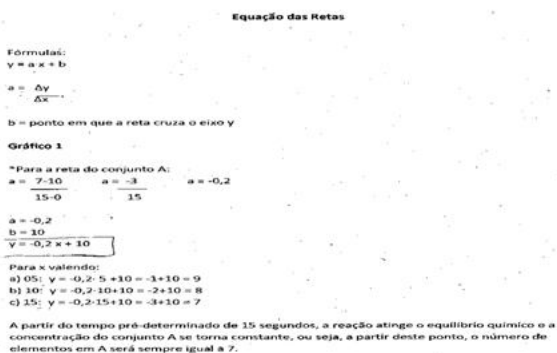 Equação das Retas
Fórmulas:
y = a·x + b
a = Δy
Δx
b = ponto em que a reta cruza o eixo y
Gráfico 1
*Para a reta do conjunto A:
a = 7-10 a = -3 a = -0,2
15-0 15
a = -0,2
b = 10
y = -0,2 x + 10
Para x valendo:
a) 05: y = -0,2· 5 +10 = -1+10 = 9
b) 10: y = -0,2·10+10 = -2+10 = 8
c) 15: y = -0,2·15+10 = -3+10 = 7
A partir do tempo pré-determinado de 15 segundos, a reação atinge o equilíbrio químico e a
concentração do conjunto A se torna constante, ou seja, a partir deste ponto, o número de
elementos em A será sempre igual a 7.